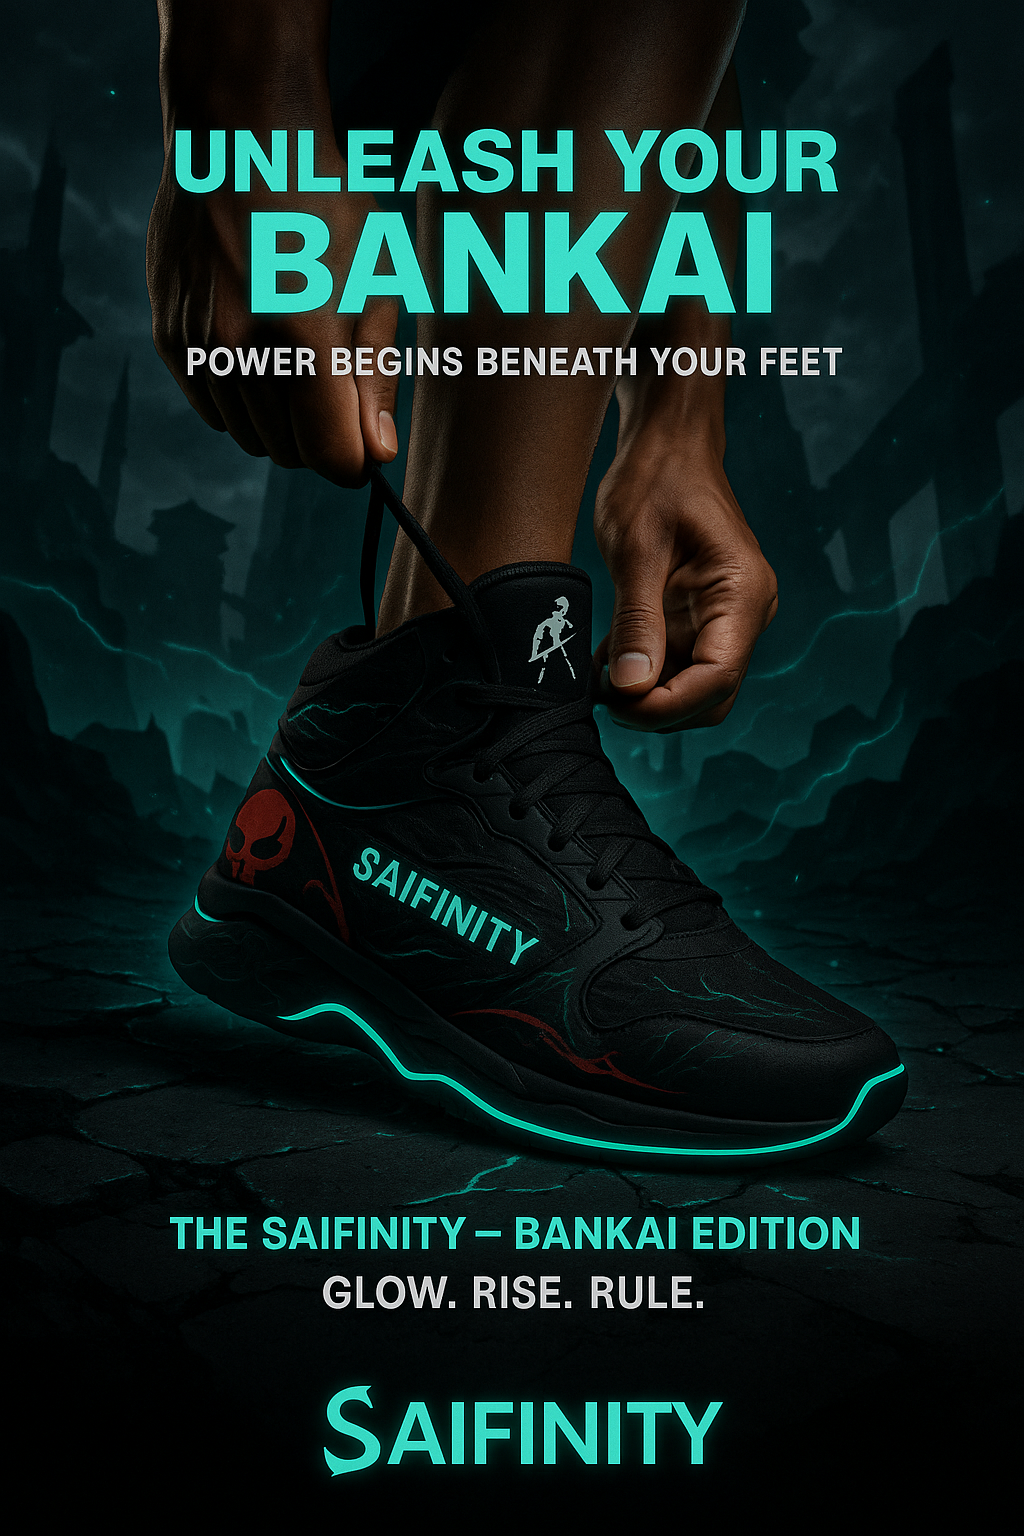 UNLEASH YOUR
BANKAI
POWER BEGINS BENEATH YOUR FEET
SAIFINITY
THE SAIFINITY – BANKAI EDITION
GLOW. RISE. RULE.
SAIFINITY